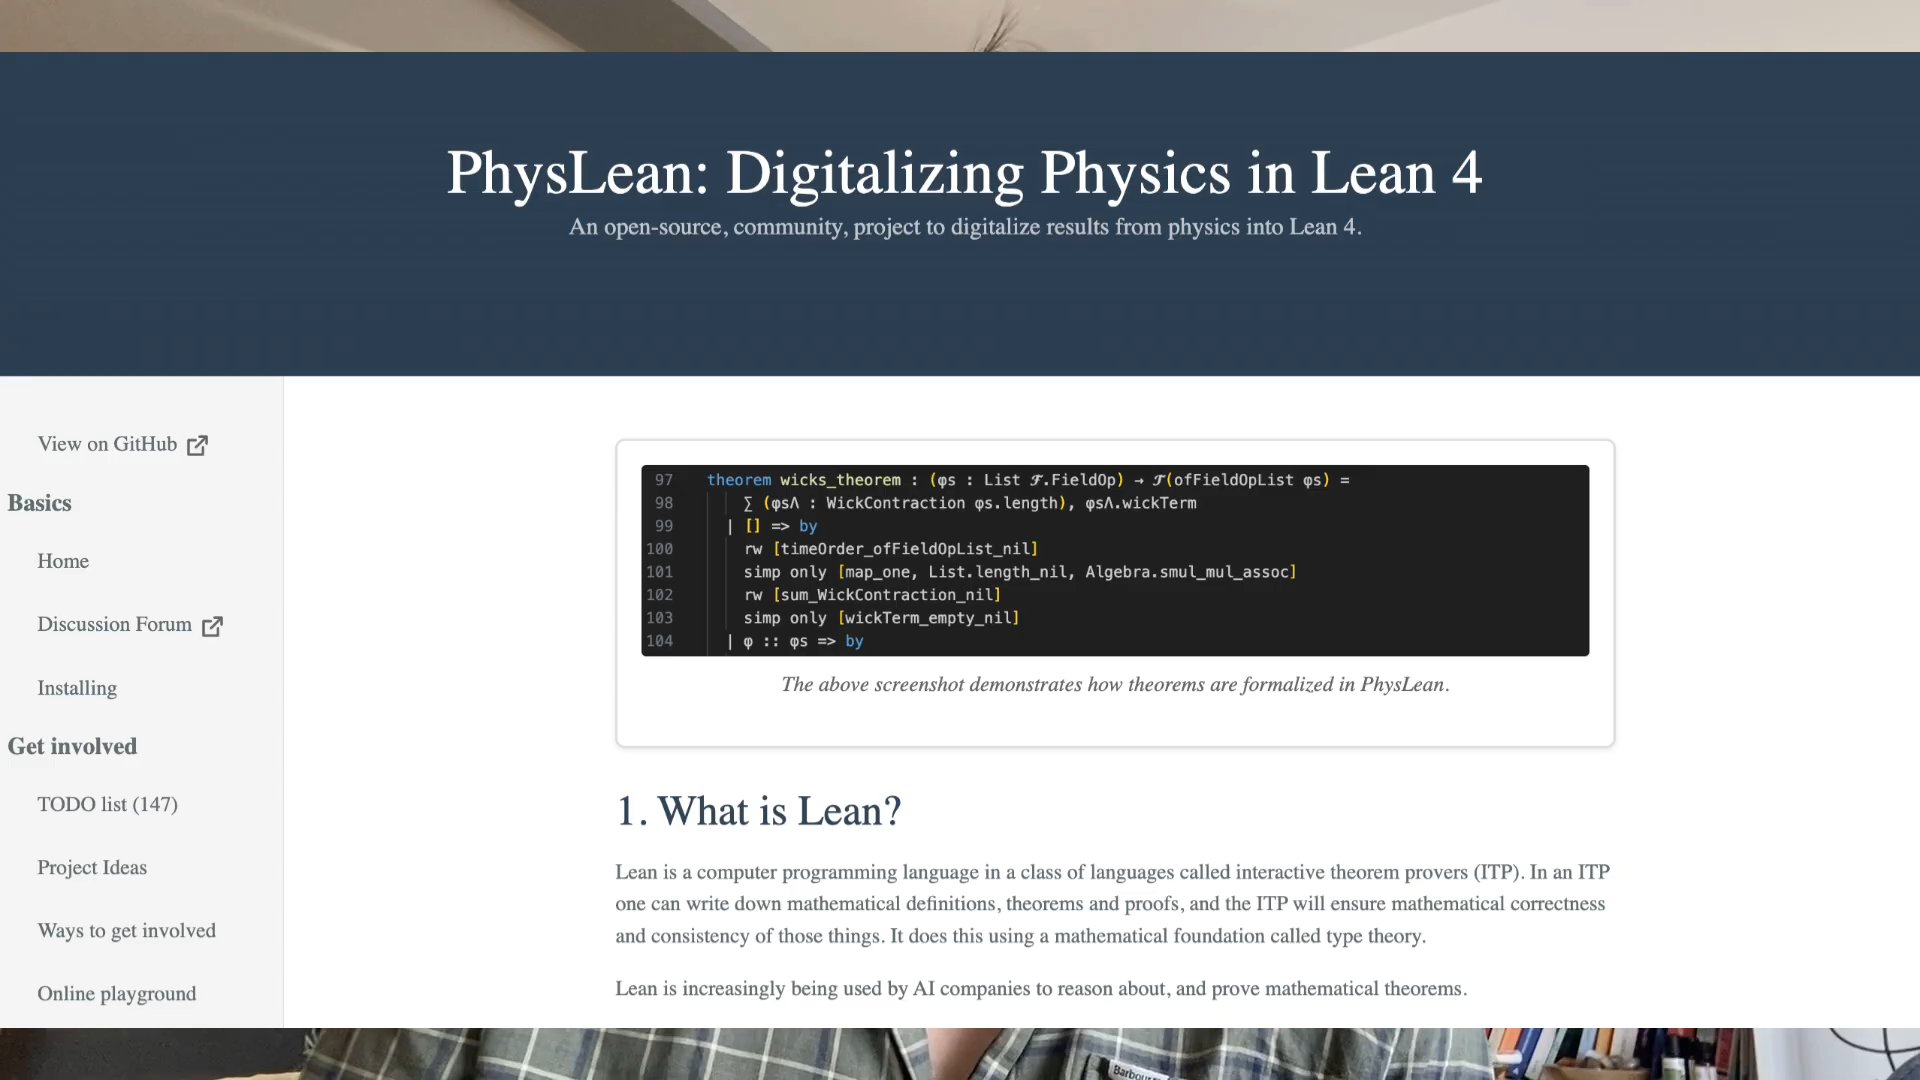 PhysLean: Digitalizing Physics in Lean 4
An open-source, community, project to digitalize results from physics into Lean 4.
View on GitHub
Basics
Home
Discussion Forum
Installing
Get involved
TODO list (147)
Project Ideas
Ways to get involved
Online playground
97 theorem wicks_theorem : (φs : List 𝓕.FieldOp) → 𝓣(ofFieldOpList φs) =
98 ∑ (φsΛ : WickContraction φs.length), φsΛ.wickTerm
99 | [] => by
100 rw [timeOrder_ofFieldOpList_nil]
101 simp only [map_one, List.length_nil, Algebra.smul_mul_assoc]
102 rw [sum_WickContraction_nil]
103 simp only [wickTerm_empty_nil]
104 | φ :: φs => by
The above screenshot demonstrates how theorems are formalized in PhysLean.
1. What is Lean?
Lean is a computer programming language in a class of languages called interactive theorem provers (ITP). In an ITP
one can write down mathematical definitions, theorems and proofs, and the ITP will ensure mathematical correctness
and consistency of those things. It does this using a mathematical foundation called type theory.
Lean is increasingly being used by AI companies to reason about, and prove mathematical theorems.